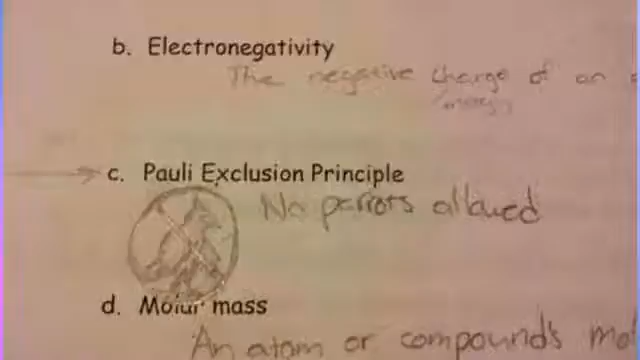 b. Electronegativity
The negative charge of an
c. Pauli Exclusion Principle
No parrots allowed
d. Molar mass
An atom or compound's